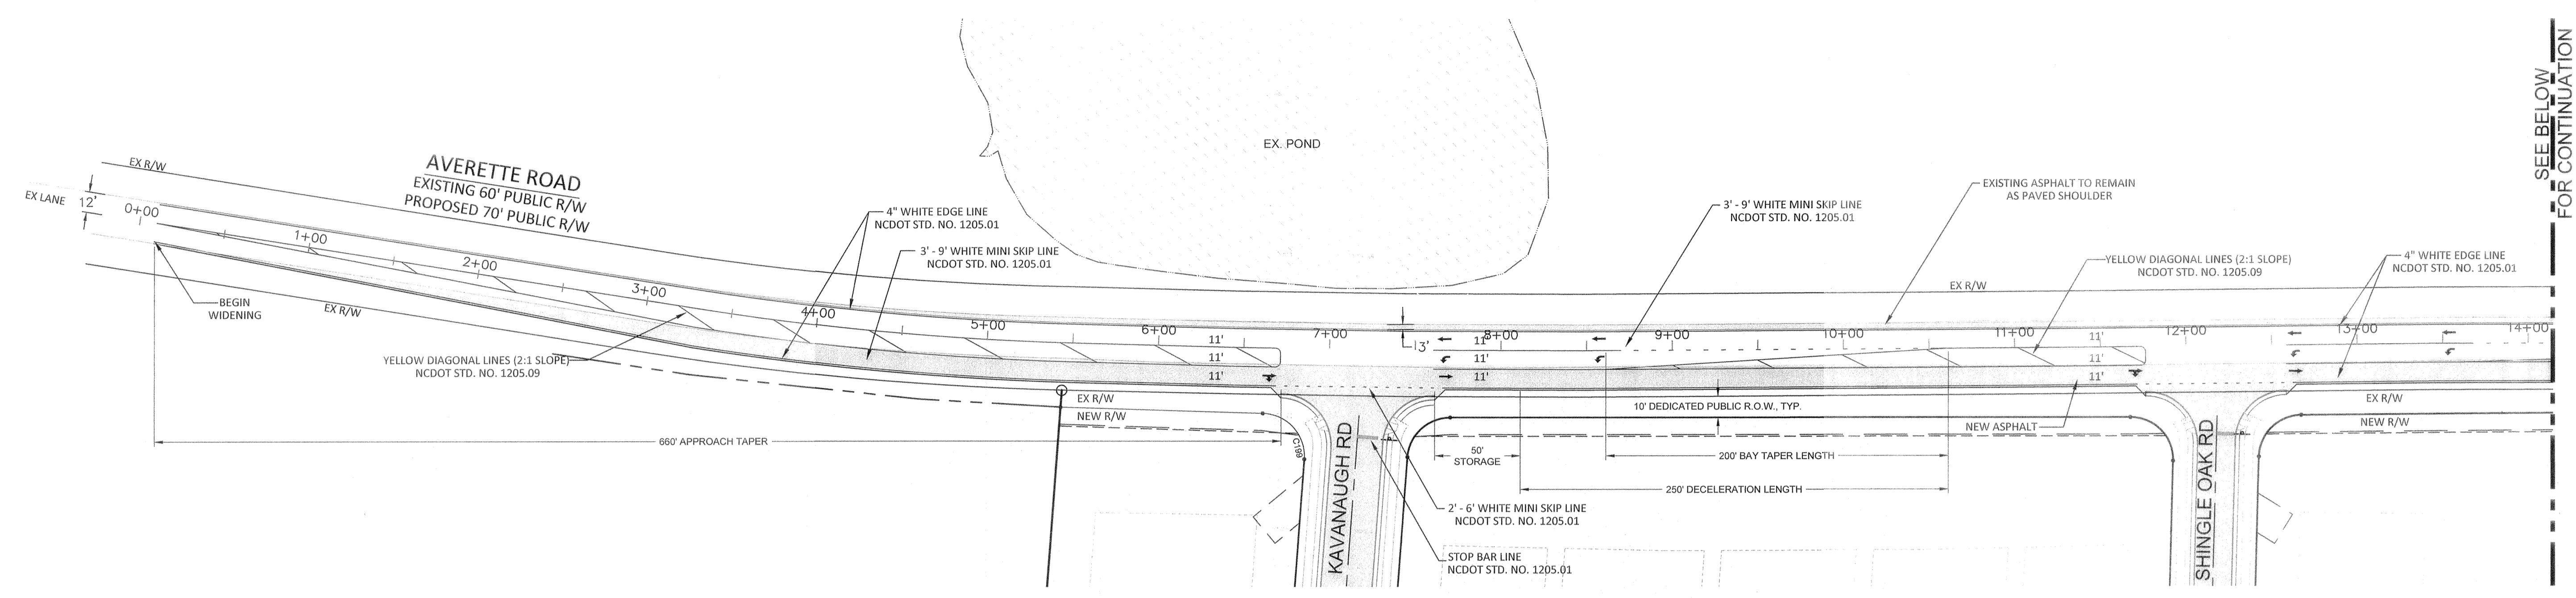 EX R/W
AVERETTE ROAD
EXISTING 60' PUBLIC R/W
PROPOSED 70' PUBLIC R/W
EX LANE 12'
0+00
1+00
2+00
3+00
4+00
5+00
6+00
7+00
8+00
9+00
10+00
11+00
12+00
13+00
14+00
BEGIN
WIDENING
EX R/W
4" WHITE EDGE LINE
NCDOT STD. NO. 1205.01
3' - 9' WHITE MINI SKIP LINE
NCDOT STD. NO. 1205.01
YELLOW DIAGONAL LINES (2:1 SLOPE)
NCDOT STD. NO. 1205.09
EX. POND
3' - 9' WHITE MINI SKIP LINE
NCDOT STD. NO. 1205.01
EXISTING ASPHALT TO REMAIN
AS PAVED SHOULDER
YELLOW DIAGONAL LINES (2:1 SLOPE)
NCDOT STD. NO. 1205.09
4" WHITE EDGE LINE
NCDOT STD. NO. 1205.01
EX R/W
SEE BELOW
FOR CONTINUATION
11'
11'
11'
3'
11'
11'
11'
11'
11'
11'
EX R/W
NEW R/W
660' APPROACH TAPER
C199
KAVANAUGH RD
10' DEDICATED PUBLIC R.O.W., TYP.
50'
STORAGE
200' BAY TAPER LENGTH
250' DECELERATION LENGTH
2' - 6' WHITE MINI SKIP LINE
NCDOT STD. NO. 1205.01
STOP BAR LINE
NCDOT STD. NO. 1205.01
NEW ASPHALT
SHINGLE OAK RD
EX R/W
NEW R/W